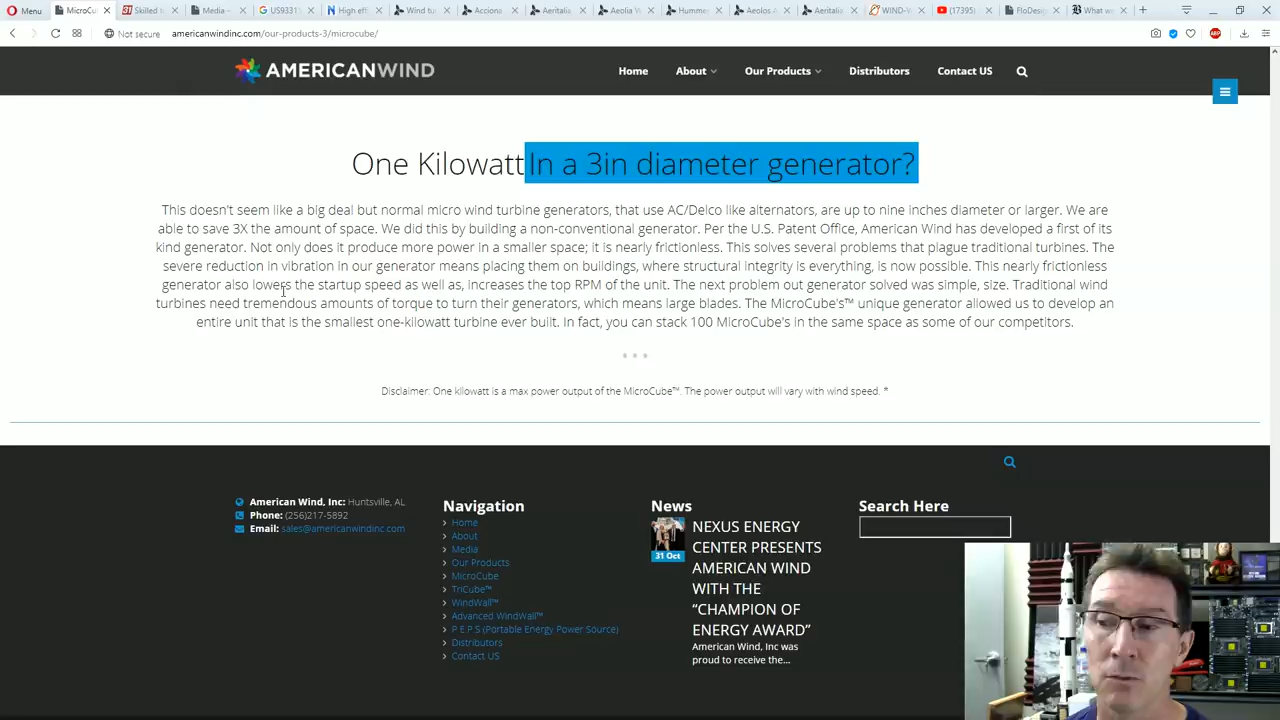 Menu
MicroCu
Skilled t
Media –
US9331
High eff
Wind tu
Acciona
Aeritalia
Aeolia W
Humme
Aeolos A
Aeritalia
WIND-W
(17395)
FloDesig
What we
Not secure americanwindinc.com/our-products-3/microcube/
AMERICANWIND
Home
About
Our Products
Distributors
Contact US
One Kilowatt In a 3in diameter generator?
This doesn't seem like a big deal but normal micro wind turbine generators, that use AC/Delco like alternators, are up to nine inches diameter or larger. We are
able to save 3X the amount of space. We did this by building a non-conventional generator. Per the U.S. Patent Office, American Wind has developed a first of its
kind generator. Not only does it produce more power in a smaller space; it is nearly frictionless. This solves several problems that plague traditional turbines. The
severe reduction in vibration in our generator means placing them on buildings, where structural integrity is everything, is now possible. This nearly frictionless
generator also lowers the startup speed as well as, increases the top RPM of the unit. The next problem out generator solved was simple, size. Traditional wind
turbines need tremendous amounts of torque to turn their generators, which means large blades. The MicroCube's™ unique generator allowed us to develop an
entire unit that is the smallest one-kilowatt turbine ever built. In fact, you can stack 100 MicroCube's in the same space as some of our competitors.
Disclaimer: One kilowatt is a max power output of the MicroCube™. The power output will vary with wind speed. *
American Wind, Inc: Huntsville, AL
Phone: (256)217-5892
Email: sales@americanwindinc.com
Navigation
Home
About
Media
Our Products
MicroCube
TriCube™
WindWall™
Advanced WindWall™
P.E.P.S (Portable Energy Power Source)
Distributors
Contact US
News
31 Oct
NEXUS ENERGY
CENTER PRESENTS
AMERICAN WIND
WITH THE
“CHAMPION OF
ENERGY AWARD”
American Wind, Inc was
proud to receive the...
Search Here